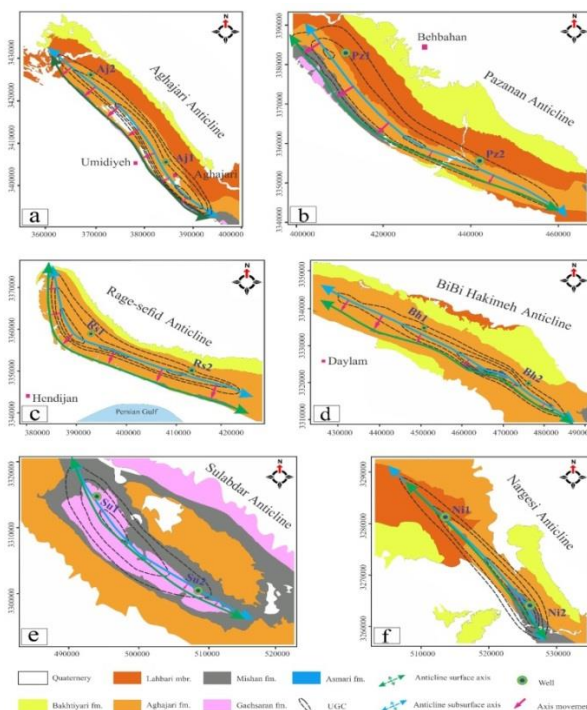 N
Aghajari Anticline
Aj2
Aj1
Umidiyeh
Aghajari
a
3430000
3420000
3410000
3400000
360000 370000 380000 390000 400000
N
Behbahan
Pazanan Anticline
Pz1
Pz2
b
3390000
3380000
3370000
3360000
3350000
3340000
400000 420000 440000 460000
N
Rage-sefid Anticline
Rs1
Rs2
Hendijan
Persian Gulf
c
3370000
3360000
3350000
3340000
380000 390000 400000 410000 420000
N
BiBi Hakimeh Anticline
Bh1
Bh2
Daylam
d
3350000
3340000
3330000
3320000
3310000
430000 440000 450000 460000 470000 480000
N
Sulabdar Anticline
Su1
Su2
e
3310000
3300000
490000 500000 510000 520000
N
Nargesi Anticline
Ni1
Ni2
f
3290000
3280000
3270000
3260000
510000 520000 530000
Quaternary Lahbari mbr. Mishan fm. Asmari fm. Anticline surface axis Well
Bakhtiyari fm. Aghajari fm. Gachsaran fm. UGC Anticline subsurface axis Axis movement